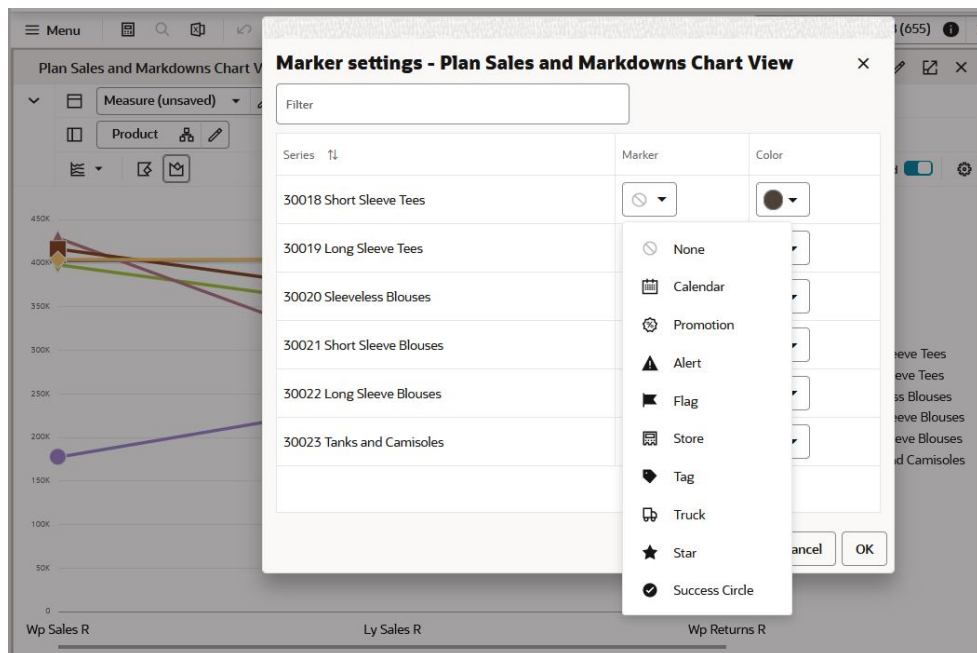 Menu
(655)
Plan Sales and Markdowns Chart V
Measure (unsaved)
Product
450K
400K
350K
300K
250K
200K
150K
100K
50K
0
Wp Sales R
Ly Sales R
Wp Returns R
Marker settings - Plan Sales and Markdowns Chart View
Filter
Series
Marker
Color
30018 Short Sleeve Tees
30019 Long Sleeve Tees
30020 Sleeveless Blouses
30021 Short Sleeve Blouses
30022 Long Sleeve Blouses
30023 Tanks and Camisoles
None
Calendar
Promotion
Alert
Flag
Store
Tag
Truck
Star
Success Circle
ancel
OK
eeve Tees
eve Tees
ss Blouses
eeve Blouses
eve Blouses
d Camisoles